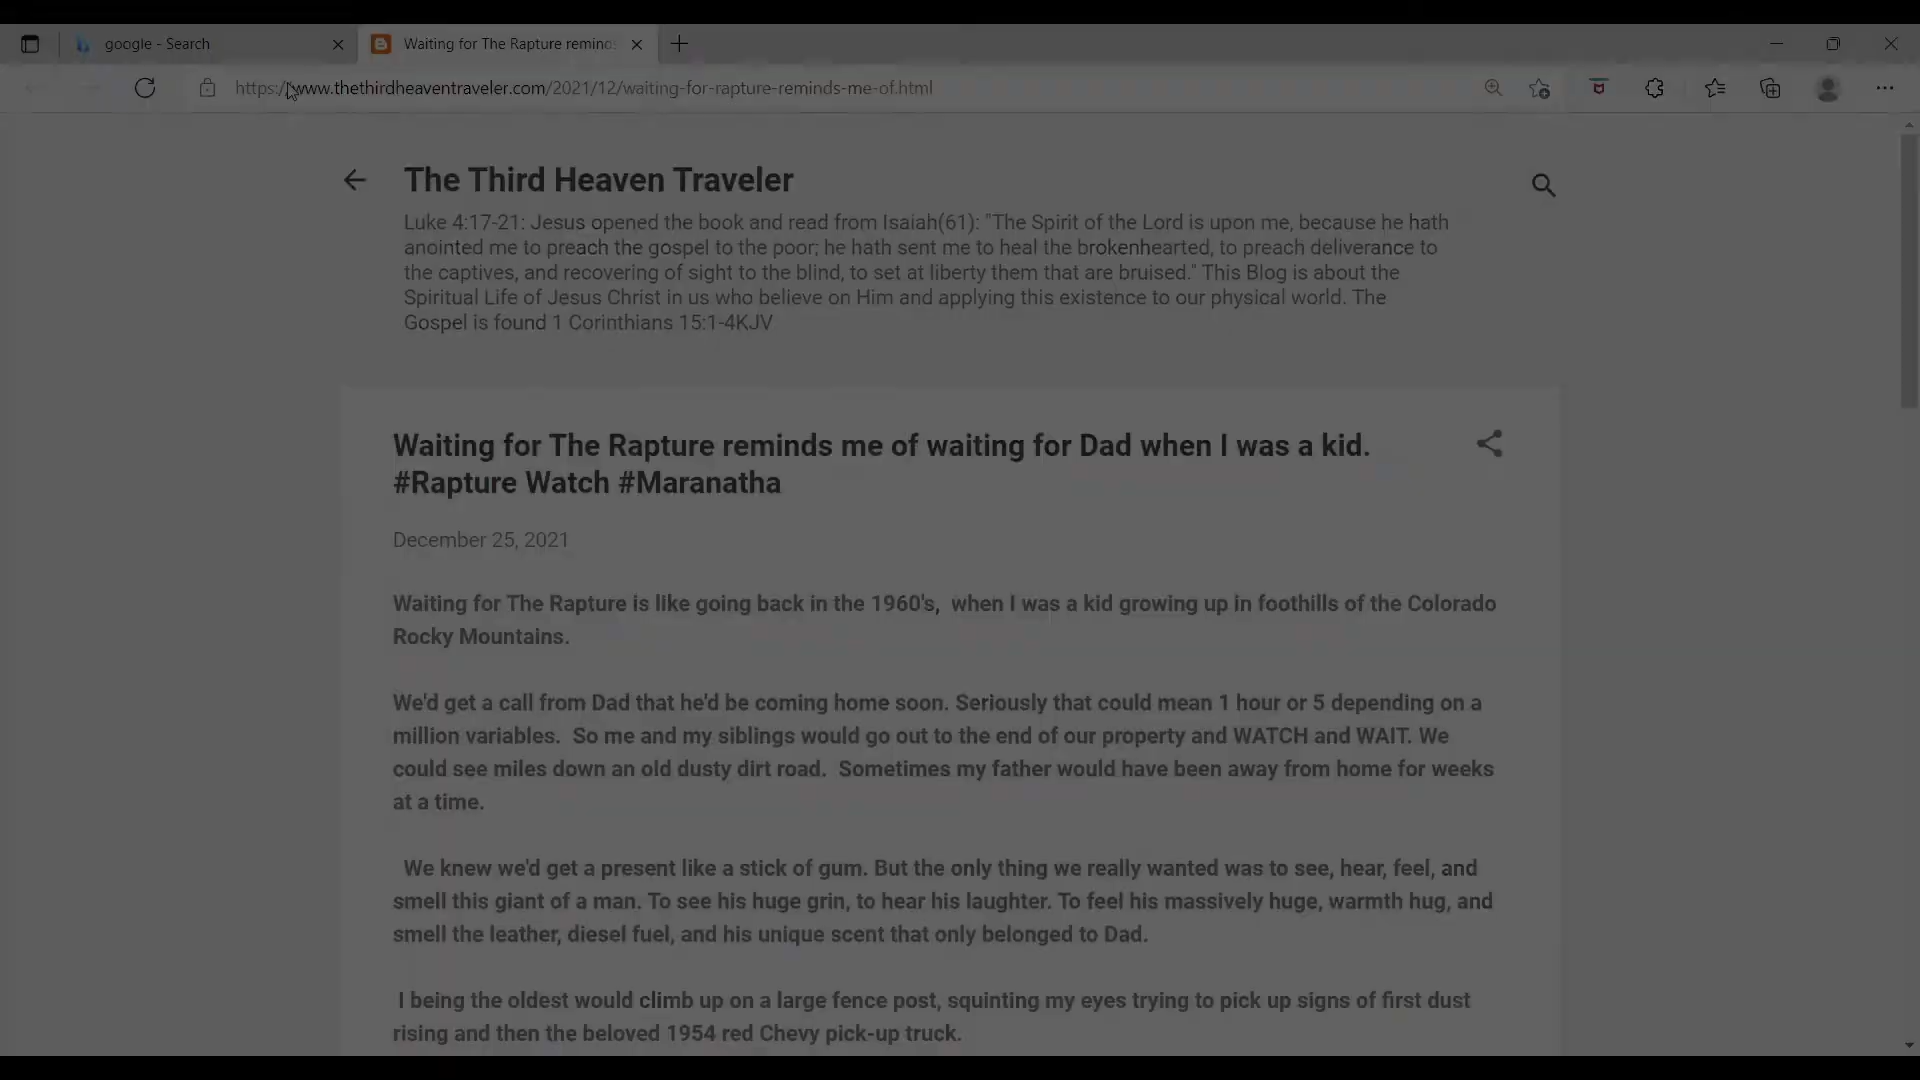 google - Search
Waiting for The Rapture remind
https://www.thethirdheaventraveler.com/2021/12/waiting-for-rapture-reminds-me-of.html
The Third Heaven Traveler
Luke 4:17-21: Jesus opened the book and read from Isaiah(61): "The Spirit of the Lord is upon me, because he hath
anointed me to preach the gospel to the poor; he hath sent me to heal the brokenhearted, to preach deliverance to
the captives, and recovering of sight to the blind, to set at liberty them that are bruised." This Blog is about the
Spiritual Life of Jesus Christ in us who believe on Him and applying this existence to our physical world. The
Gospel is found 1 Corinthians 15:1-4KJV
Waiting for The Rapture reminds me of waiting for Dad when I was a kid.
#Rapture Watch #Maranatha
December 25, 2021
Waiting for The Rapture is like going back in the 1960's, when I was a kid growing up in foothills of the Colorado
Rocky Mountains.
We'd get a call from Dad that he'd be coming home soon. Seriously that could mean 1 hour or 5 depending on a
million variables. So me and my siblings would go out to the end of our property and WATCH and WAIT. We
could see miles down an old dusty dirt road. Sometimes my father would have been away from home for weeks
at a time.
We knew we'd get a present like a stick of gum. But the only thing we really wanted was to see, hear, feel, and
smell this giant of a man. To see his huge grin, to hear his laughter. To feel his massively huge, warmth hug, and
smell the leather, diesel fuel, and his unique scent that only belonged to Dad.
I being the oldest would climb up on a large fence post, squinting my eyes trying to pick up signs of first dust
rising and then the beloved 1954 red Chevy pick-up truck.